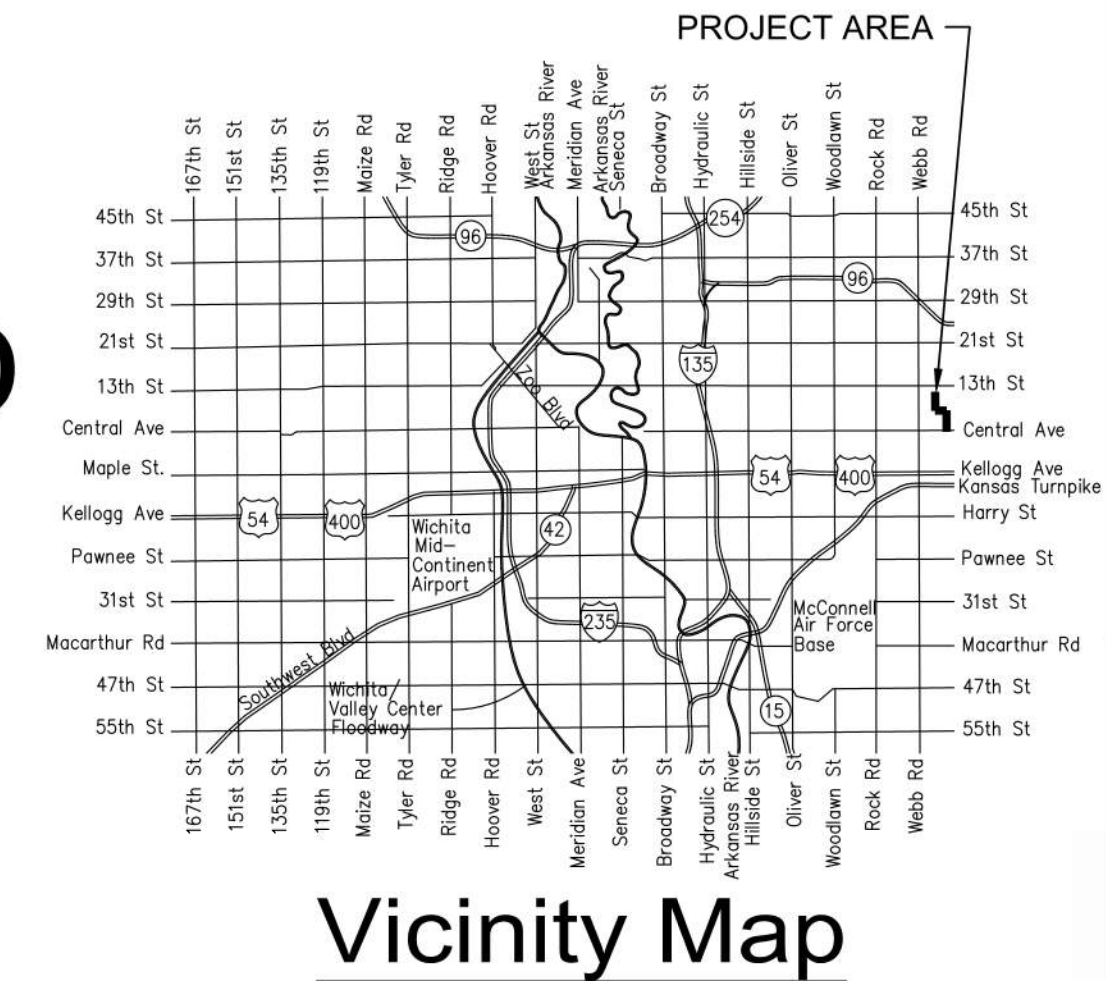 PROJECT AREA
167th St
151st St
135th St
119th St
Maize Rd
Tyler Rd
Ridge Rd
Hoover Rd
West St
Arkansas River
Meridian Ave
Arkansas River
Seneca St
Broadway St
Hydraulic St
Hillside St
Oliver St
Woodlawn St
Rock Rd
Webb Rd
45th St
37th St
29th St
21st St
13th St
Central Ave
Maple St.
Kellogg Ave
Pawnee St
31st St
Macarthur Rd
47th St
55th St
96
254
96
135
Zoo Blvd
54
400
54
400
42
Wichita
Mid-
Continent
Airport
235
McConnell
Air Force
Base
Southwest Blvd
Wichita/
Valley Center
Floodway
15
45th St
37th St
29th St
21st St
13th St
Central Ave
Kellogg Ave
Kansas Turnpike
Harry St
Pawnee St
31st St
Macarthur Rd
47th St
55th St
167th St
151st St
135th St
119th St
Maize Rd
Tyler Rd
Ridge Rd
Hoover Rd
West St
Meridian Ave
Seneca St
Broadway St
Hydraulic St
Arkansas River
Hillside St
Oliver St
Woodlawn St
Rock Rd
Webb Rd
Vicinity Map